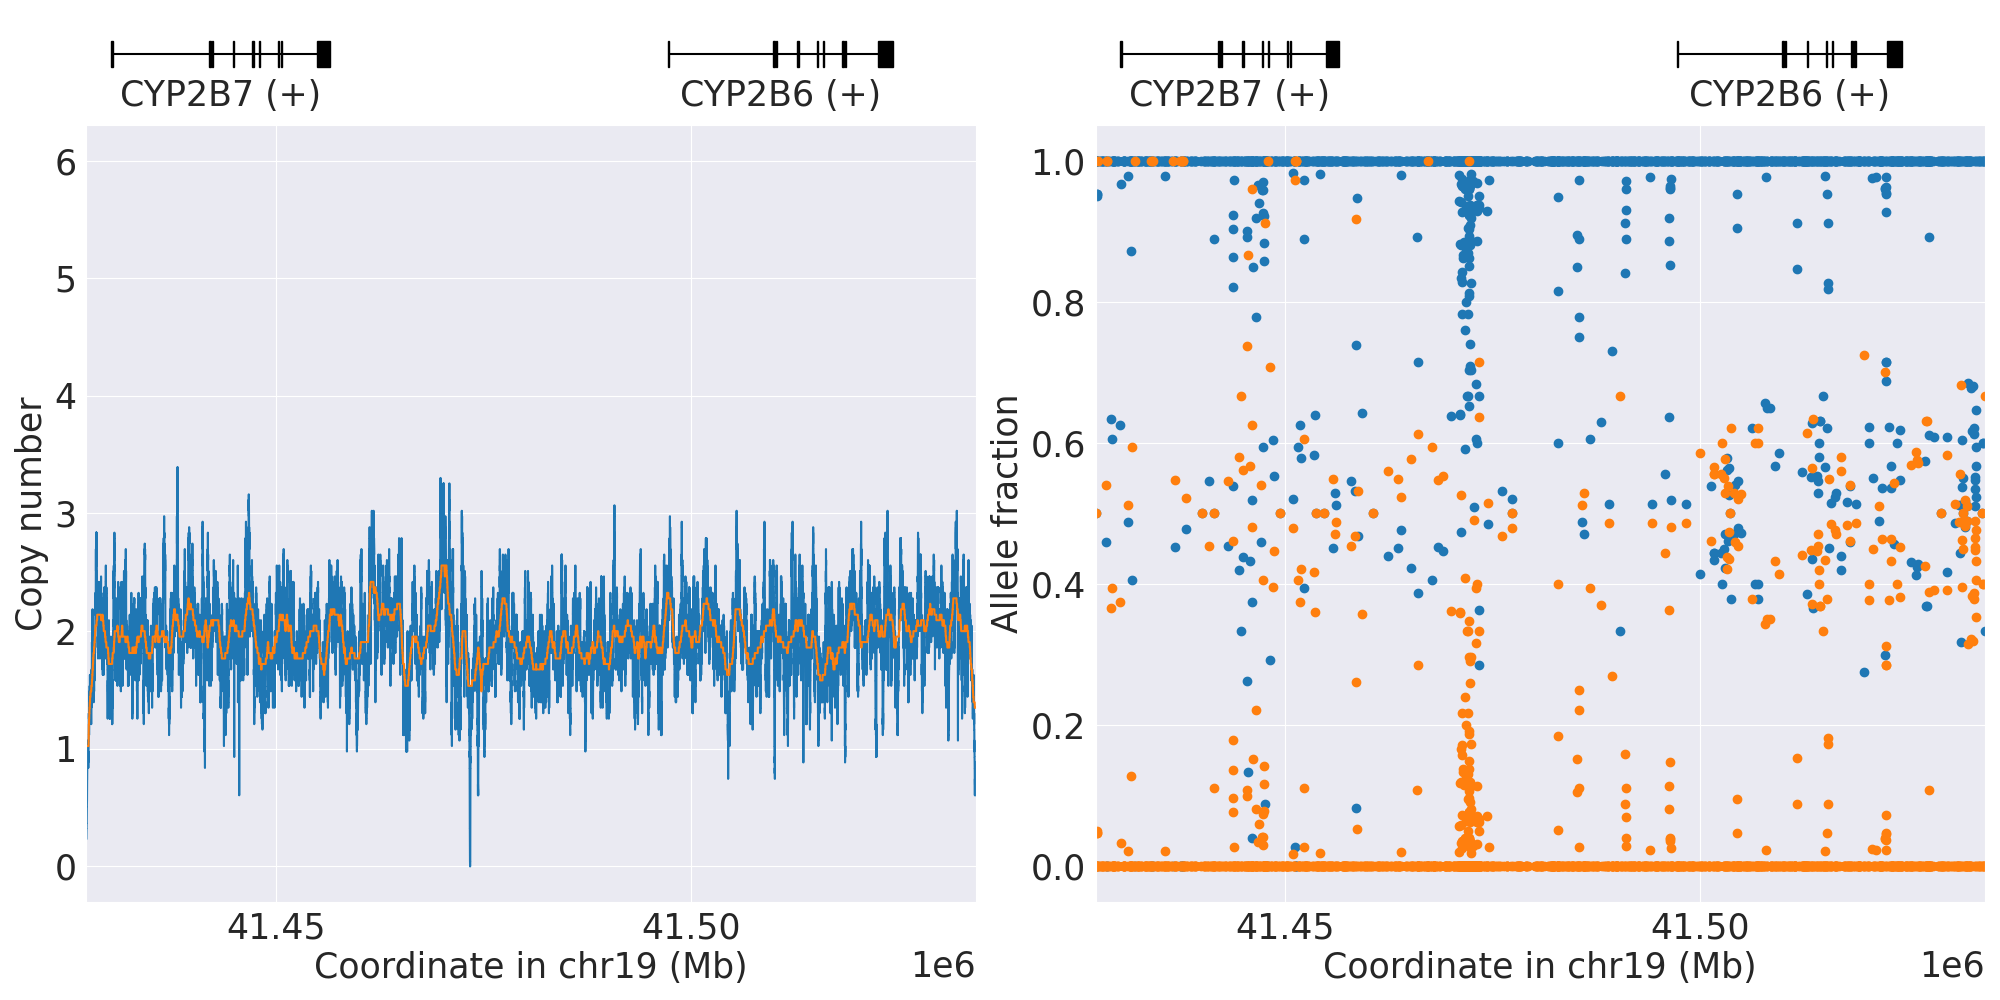 CYP2B7 (+)
CYP2B6 (+)
6
5
4
3
2
1
0
Copy number
41.45
41.50
Coordinate in chr19 (Mb)
1e6
CYP2B7 (+)
CYP2B6 (+)
1.0
0.8
0.6
0.4
0.2
0.0
Allele fraction
41.45
41.50
Coordinate in chr19 (Mb)
1e6